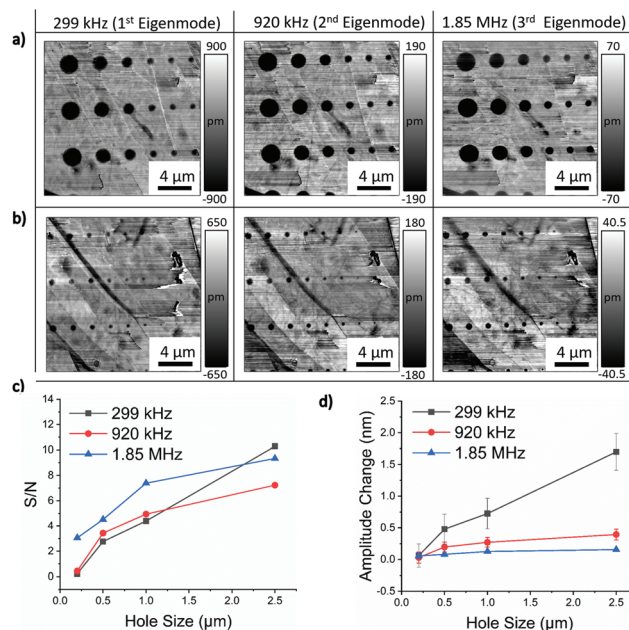 299 kHz (1st Eigenmode) 920 kHz (2nd Eigenmode) 1.85 MHz (3rd Eigenmode)
a)
900 190 70
pm pm pm
4 µm 4 µm 4 µm
-900 -190 -70
b)
650 180 40.5
pm pm pm
4 µm 4 µm 4 µm
-650 -180 -40.5
c)
299 kHz
920 kHz
1.85 MHz
S/N
14
12
10
8
6
4
2
0
0.0 0.5 1.0 1.5 2.0 2.5
Hole Size (µm)
d)
299 kHz
920 kHz
1.85 MHz
Amplitude Change (nm)
2.5
2.0
1.5
1.0
0.5
0.0
-0.5
0.0 0.5 1.0 1.5 2.0 2.5
Hole Size (µm)